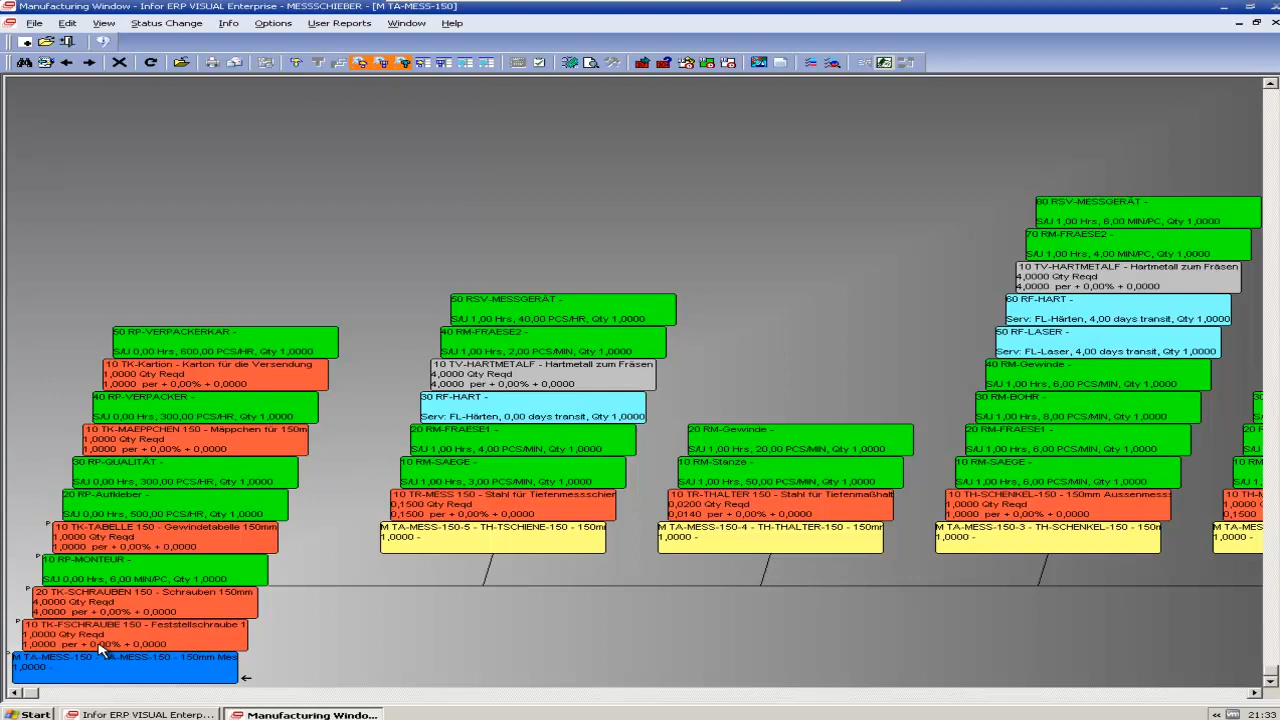 Manufacturing Window - Infor ERP VISUAL Enterprise - MESSSCHIEBER - [M TA-MESS-150]
File Edit View Status Change Info Options User Reports Window Help
50 RP-VERPACKERKAR -
S/U 0,00 Hrs, 600,00 PCS/HR, Qty 1,0000
10 TK-Kartion - Karton für die Versendung
1,0000 Qty Reqd
1,0000 per + 0,00% + 0,0000
40 RP-VERPACKER -
S/U 0,00 Hrs, 300,00 PCS/HR, Qty 1,0000
10 TK-MAEPPCHEN 150 - Mäppchen für 150m
1,0000 Qty Reqd
1,0000 per + 0,00% + 0,0000
30 RP-QUALITÄT -
S/U 0,00 Hrs, 300,00 PCS/HR, Qty 1,0000
20 RP-Aufkleber -
S/U 0,00 Hrs, 500,00 PCS/HR, Qty 1,0000
10 TK-TABELLE 150 - Gewindetabelle 150mm
1,0000 Qty Reqd
1,0000 per + 0,00% + 0,0000
10 RP-MONTEUR -
S/U 0,00 Hrs, 6,00 MIN/PC, Qty 1,0000
20 TK-SCHRAUBEN 150 - Schrauben 150mm
4,0000 Qty Reqd
4,0000 per + 0,00% + 0,0000
10 TK-FSCHRAUBE 150 - Feststellschraube 1
1,0000 Qty Reqd
1,0000 per + 0,00% + 0,0000
M TA-MESS-150 - TA-MESS-150 - 150mm Mes
1,0000 -
50 RSV-MESSGERÄT -
S/U 1,00 Hrs, 40,00 PCS/HR, Qty 1,0000
40 RM-FRAESE2 -
S/U 1,00 Hrs, 2,00 PCS/MIN, Qty 1,0000
10 TV-HARTMETALF - Hartmetall zum Fräsen
4,0000 Qty Reqd
4,0000 per + 0,00% + 0,0000
30 RF-HART -
Serv: FL-Härten, 0,00 days transit, Qty 1,0000
20 RM-FRAESE1 -
S/U 1,00 Hrs, 4,00 PCS/MIN, Qty 1,0000
10 RM-SAEGE -
S/U 1,00 Hrs, 3,00 PCS/MIN, Qty 1,0000
10 TR-MESS 150 - Stahl für Tiefenmessschier
0,1500 Qty Reqd
0,1500 per + 0,00% + 0,0000
M TA-MESS-150-5 - TH-TSCHIENE-150 - 150m
1,0000 -
20 RM-Gewinde -
S/U 1,00 Hrs, 20,00 PCS/MIN, Qty 1,0000
10 RM-Stanze -
S/U 1,00 Hrs, 50,00 PCS/MIN, Qty 1,0000
10 TR-THALTER 150 - Stahl für Tiefenmaßhalt
0,0200 Qty Reqd
0,0140 per + 0,00% + 0,0000
M TA-MESS-150-4 - TH-THALTER-150 - 150mr
1,0000 -
80 RSV-MESSGERÄT -
S/U 1,00 Hrs, 6,00 MIN/PC, Qty 1,0000
70 RM-FRAESE2 -
S/U 1,00 Hrs, 4,00 MIN/PC, Qty 1,0000
10 TV-HARTMETALF - Hartmetall zum Fräsen
4,0000 Qty Reqd
4,0000 per + 0,00% + 0,0000
60 RF-HART -
Serv: FL-Härten, 4,00 days transit, Qty 1,0000
50 RF-LASER -
Serv: FL-Laser, 4,00 days transit, Qty 1,0000
40 RM-Gewinde -
S/U 1,00 Hrs, 6,00 PCS/MIN, Qty 1,0000
30 RM-BOHR -
S/U 1,00 Hrs, 8,00 PCS/MIN, Qty 1,0000
20 RM-FRAESE1 -
S/U 1,00 Hrs, 6,00 PCS/MIN, Qty 1,0000
10 RM-SAEGE -
S/U 1,00 Hrs, 6,00 PCS/MIN, Qty 1,0000
10 TH-SCHENKEL-150 - 150mm Aussenmess
1,0000 Qty Reqd
1,0000 per + 0,00% + 0,0000
M TA-MESS-150-3 - TH-SCHENKEL-150 - 150m
1,0000 -
Start Infor ERP VISUAL Enterp... Manufacturing Windo... 21:33